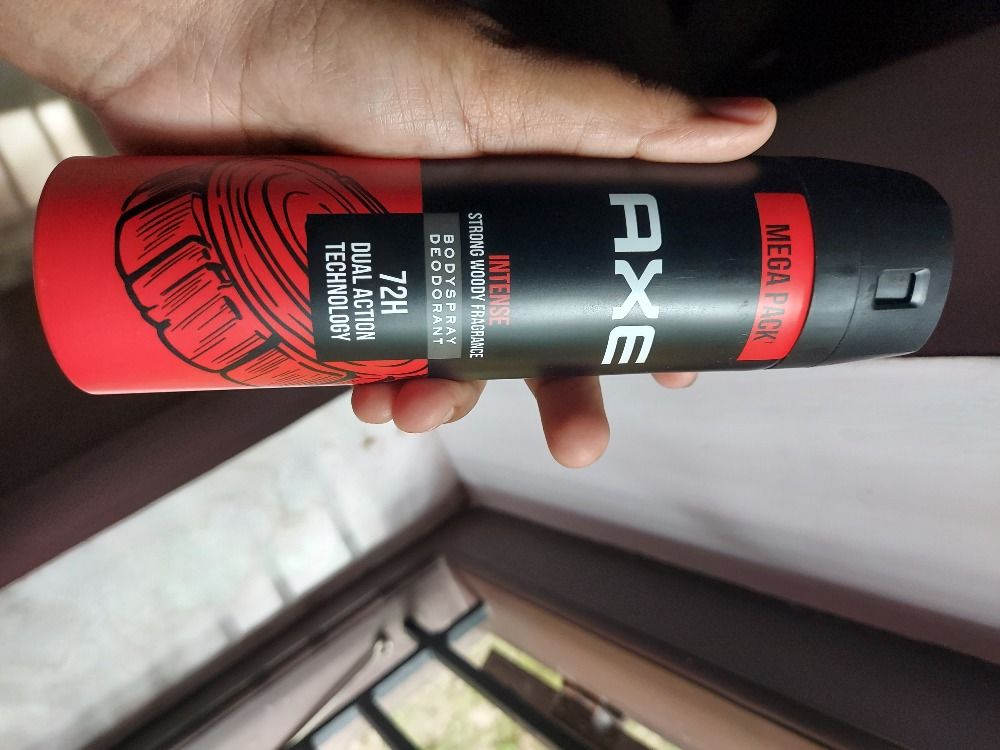 MEGA PACK!
AXE
INTENSE
STRONG WOODY FRAGRANCE
BODYSPRAY
DEODORANT
72H
DUAL ACTION
TECHNOLOGY